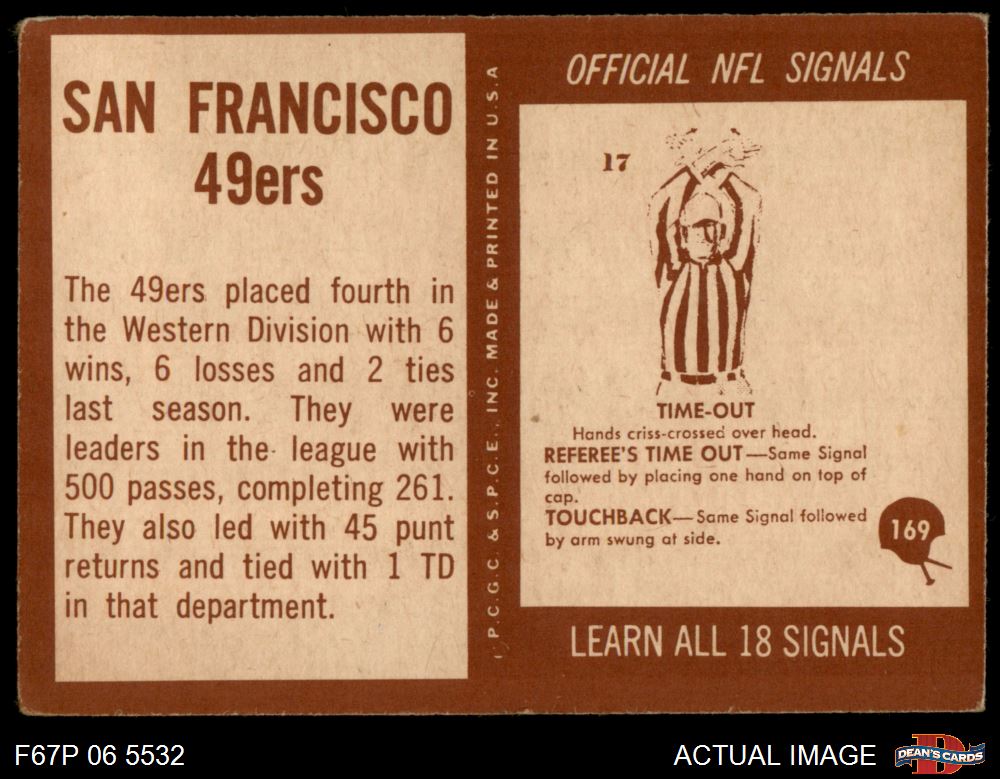 SAN FRANCISCO
49ers
The 49ers placed fourth in
the Western Division with 6
wins, 6 losses and 2 ties
last season. They were
leaders in the league with
500 passes, completing 261.
They also led with 45 punt
returns and tied with 1 TD
in that department.
P.C.G.C. & S.P.C.E., INC. MADE & PRINTED IN U.S.A
OFFICIAL NFL SIGNALS
17
TIME-OUT
Hands criss-crossed over head.
REFEREE'S TIME OUT—Same Signal
followed by placing one hand on top of
cap.
TOUCHBACK—Same Signal followed
by arm swung at side.
169
LEARN ALL 18 SIGNALS
F67P 06 5532
ACTUAL IMAGE
DEAN'S CARDS